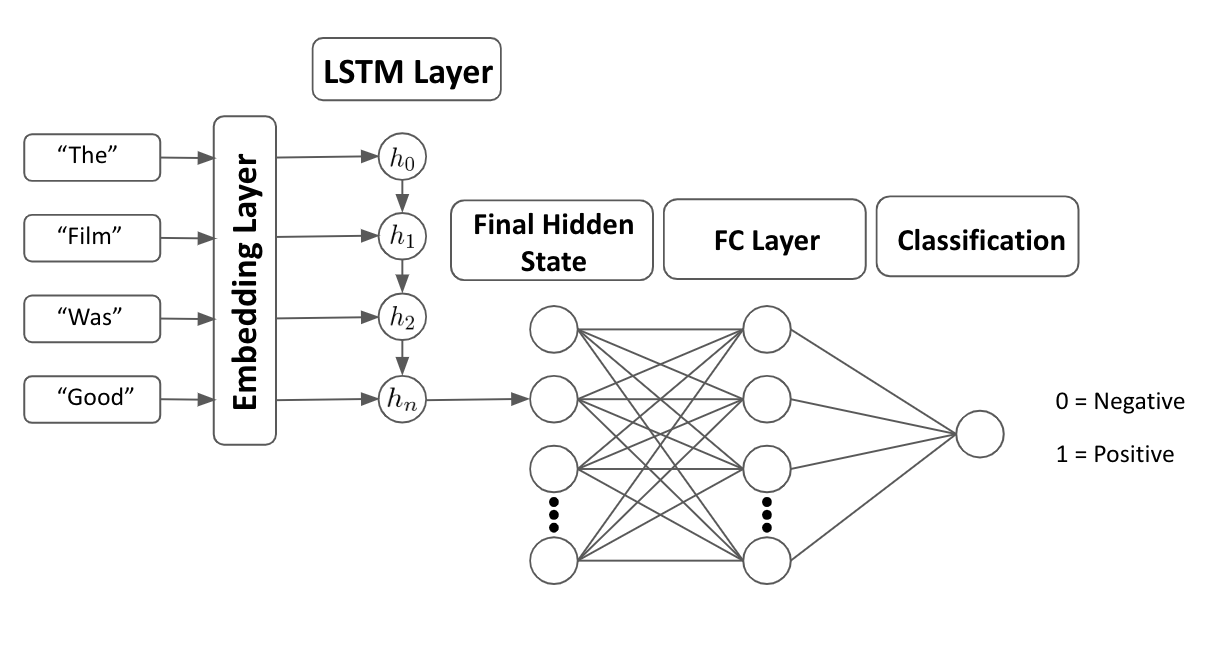 LSTM Layer
“The”
“Film”
“Was”
“Good”
Embedding Layer
h0
h1
h2
hn
Final Hidden
State
FC Layer
Classification
0 = Negative
1 = Positive